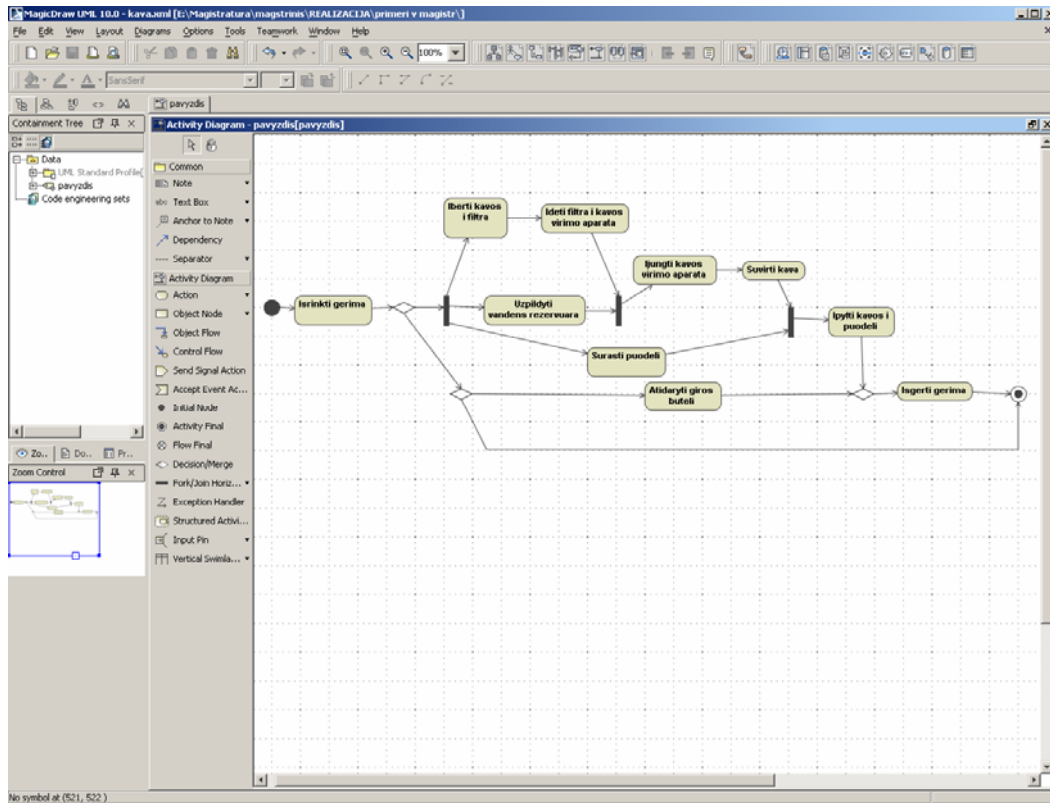 MagicDraw UML 10.0 - kava.xml [E:\Magistratura\magstrinis\REALIZACIJA\primeri v magistr\]
File Edit View Layout Diagrams Options Tools Teamwork Window Help
100%
SansSerif
pavyzdis
Containment Tree
Activity Diagram - pavyzdis[pavyzdis]
Data
UML Standard Profile[
pavyzdis
Code engineering sets
Zo.. Do.. Pr..
Zoom Control
Common
Note
abc Text Box
Anchor to Note
Dependency
Separator
Activity Diagram
Action
Object Node
Object Flow
Control Flow
Send Signal Action
Accept Event Ac...
Initial Node
Activity Final
Flow Final
Decision/Merge
Fork/Join Horiz...
Exception Handler
Structured Activi...
Input Pin
Vertical Swimla...
Isrinkti gerima
Iberti kavos
i filtra
Ideti filtra i kavos
virimo aparata
Uzpildyti
vandens rezervuara
Surasti puodeli
Ijungti kavos
virimo aparata
Suvirti kava
Ipylti kavos i
puodeli
Atidaryti giros
buteli
Isgerti gerima
No symbol at (521, 522 )